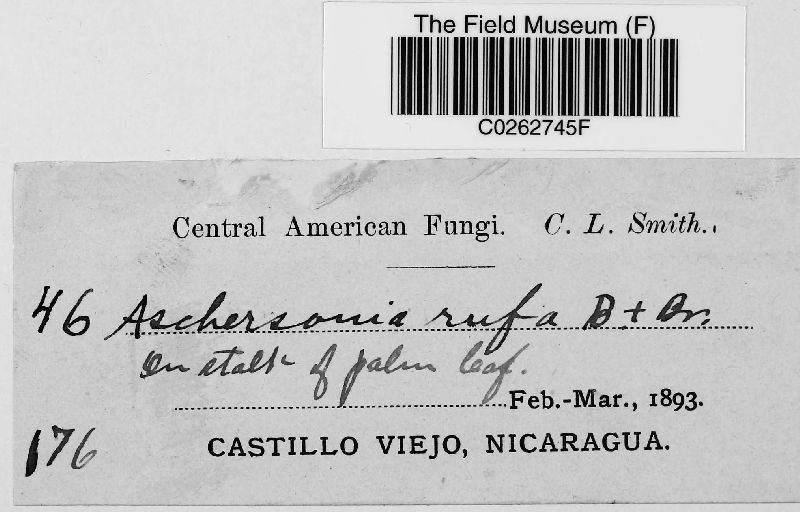 The Field Museum (F)
C0262745F
Central American Fungi. C. L. Smith.
46 Aschersonia rufa B + Br.
On stalk of palm leaf.
Feb.-Mar., 1893.
176 CASTILLO VIEJO, NICARAGUA.